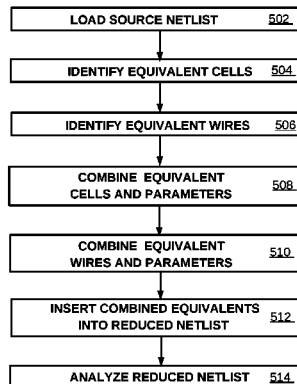 LOAD SOURCE NETLIST 502
IDENTIFY EQUIVALENT CELLS 504
IDENTIFY EQUIVALENT WIRES 506
COMBINE EQUIVALENT
CELLS AND PARAMETERS 508
COMBINE EQUIVALENT
WIRES AND PARAMETERS 510
INSERT COMBINED EQUIVALENTS
INTO REDUCED NETLIST 512
ANALYZE REDUCED NETLIST 514